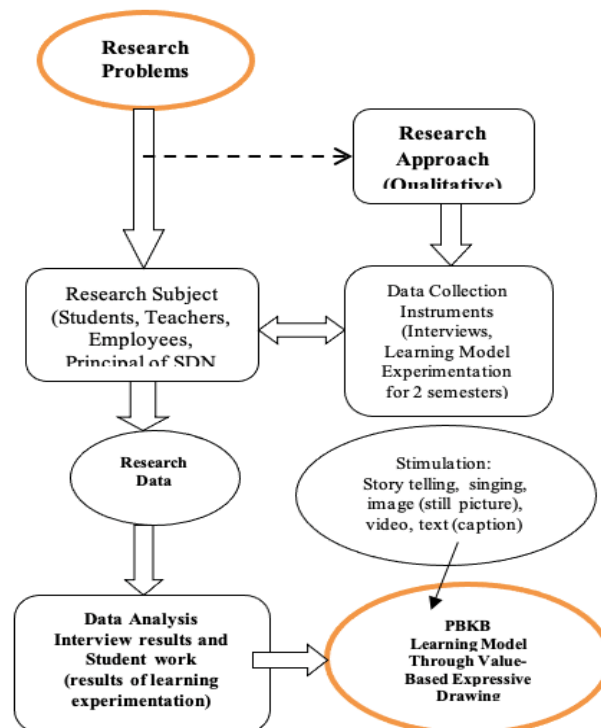 Research
Problems
Research
Approach
(Qualitative)
Research Subject
(Students, Teachers,
Employees,
Principal of SDN
Data Collection
Instruments
(Interviews,
Learning Model
Experimentation
for 2 semesters)
Research
Data
Stimulation:
Story telling, singing,
image (still picture),
video, text (caption)
Data Analysis
Interview results and
Student work
(results of learning
experimentation)
PBKB
Learning Model
Through Value-
Based Expressive
Drawing